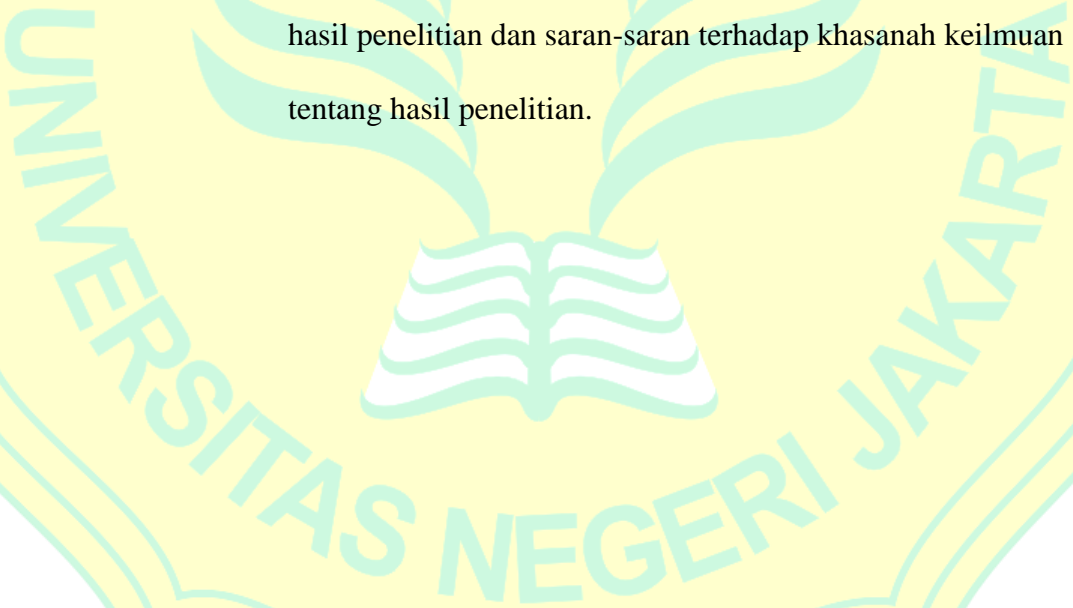 hasil penelitian dan saran-saran terhadap khasanah keilmuan
tentang hasil penelitian.
UNIVERSITAS NEGERI JAKARTA